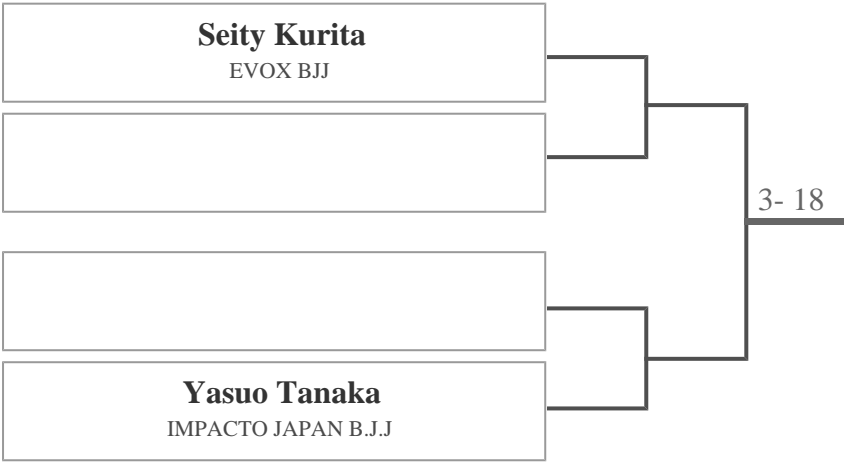 Seity Kurita
EVOX BJJ
3- 18
Yasuo Tanaka
IMPACTO JAPAN B.J.J